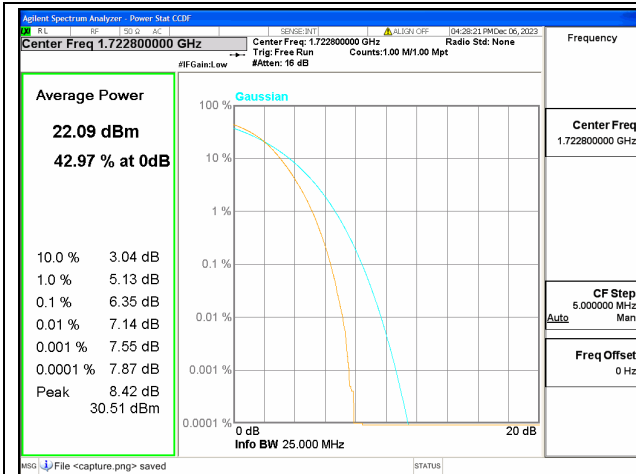 Agilent Spectrum Analyzer - Power Stat CCDF
RL RF 50 Ω AC SENSE:INT ALIGN OFF 04:28:21 PM Dec 06, 2023
Center Freq 1.722800000 GHz
Center Freq: 1.722800000 GHz Radio Std: None
Trig: Free Run Counts:1.00 M/1.00 Mpt
#IFGain:Low #Atten: 16 dB
Frequency
Average Power
22.09 dBm
42.97 % at 0dB
10.0 % 3.04 dB
1.0 % 5.13 dB
0.1 % 6.35 dB
0.01 % 7.14 dB
0.001 % 7.55 dB
0.0001 % 7.87 dB
Peak 8.42 dB
30.51 dBm
Gaussian
100 %
10 %
1 %
0.1 %
0.01 %
0.001 %
0.0001 %
0 dB 20 dB
Info BW 25.000 MHz
Center Freq
1.722800000 GHz
CF Step
5.000000 MHz
Auto Man
Freq Offset
0 Hz
MSG File <capture.png> saved STATUS